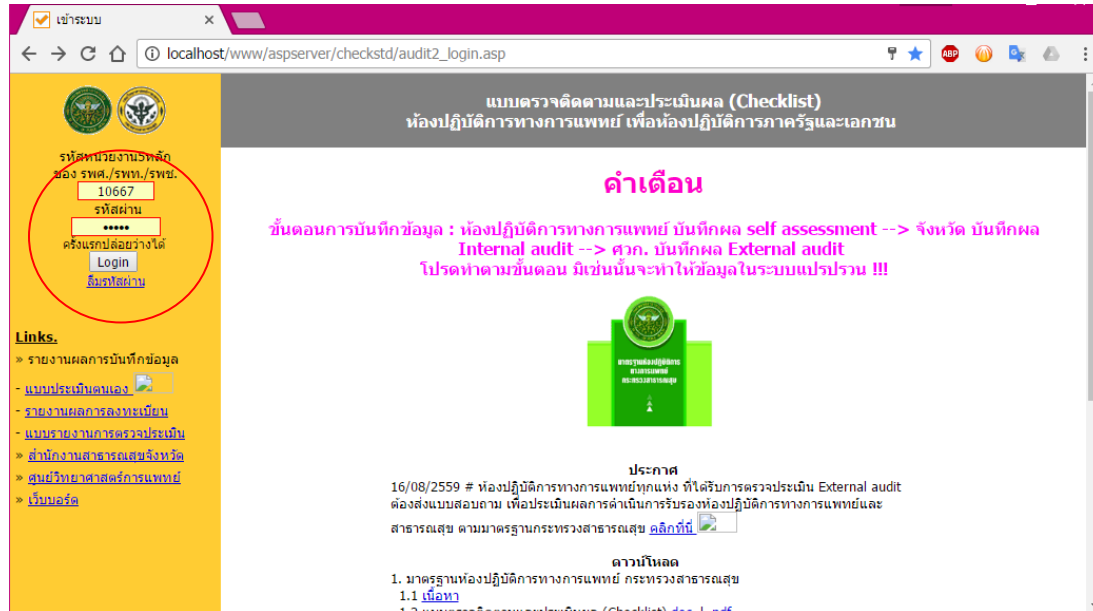 เข้าระบบ
localhost/www/aspserver/checkstd/audit2_login.asp
ABP
แบบตรวจติดตามและประเมินผล (Checklist)
ห้องปฏิบัติการทางการแพทย์ เพื่อห้องปฏิบัติการภาครัฐและเอกชน
รหัสหน่วยงาน5หลัก
ของ รพศ./รพท./รพช.
10667
รหัสผ่าน
•••••
ครั้งแรกปล่อยว่างได้
Login
ลืมรหัสผ่าน
Links.
» รายงานผลการบันทึกข้อมูล
- แบบประเมินตนเอง
- รายงานผลการลงทะเบียน
- แบบรายงานการตรวจประเมิน
» สำนักงานสาธารณสุขจังหวัด
» ศูนย์วิทยาศาสตร์การแพทย์
» เว็บบอร์ด
คำเตือน
ขั้นตอนการบันทึกข้อมูล : ห้องปฏิบัติการทางการแพทย์ บันทึกผล self assessment --> จังหวัด บันทึกผล
Internal audit --> ศวก. บันทึกผล External audit
โปรดทำตามขั้นตอน มิเช่นนั้นจะทำให้ข้อมูลในระบบแปรปรวน !!!
มาตรฐานห้องปฏิบัติการ
ทางการแพทย์
กระทรวงสาธารณสุข
ประกาศ
16/08/2559 # ห้องปฏิบัติการทางการแพทย์ทุกแห่ง ที่ได้รับการตรวจประเมิน External audit
ต้องส่งแบบสอบถาม เพื่อประเมินผลการดำเนินการรับรองห้องปฏิบัติการทางการแพทย์และ
สาธารณสุข ตามมาตรฐานกระทรวงสาธารณสุข คลิกที่นี่
ดาวน์โหลด
1. มาตรฐานห้องปฏิบัติการทางการแพทย์ กระทรวงสาธารณสุข
1.1 เนื้อหา
1.2 แบบตรวจติดตามและประเมินผล (Checklist) doc | pdf